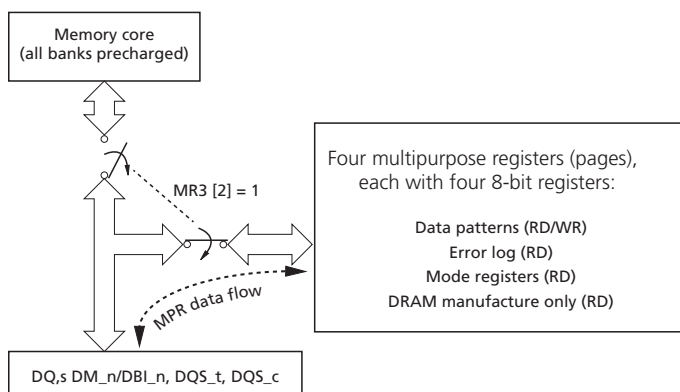 Memory core
(all banks precharged)
MR3 [2] = 1
Four multipurpose registers (pages),
each with four 8-bit registers:
Data patterns (RD/WR)
Error log (RD)
Mode registers (RD)
DRAM manufacture only (RD)
MPR data flow
DQ,s DM_n/DBI_n, DQS_t, DQS_c